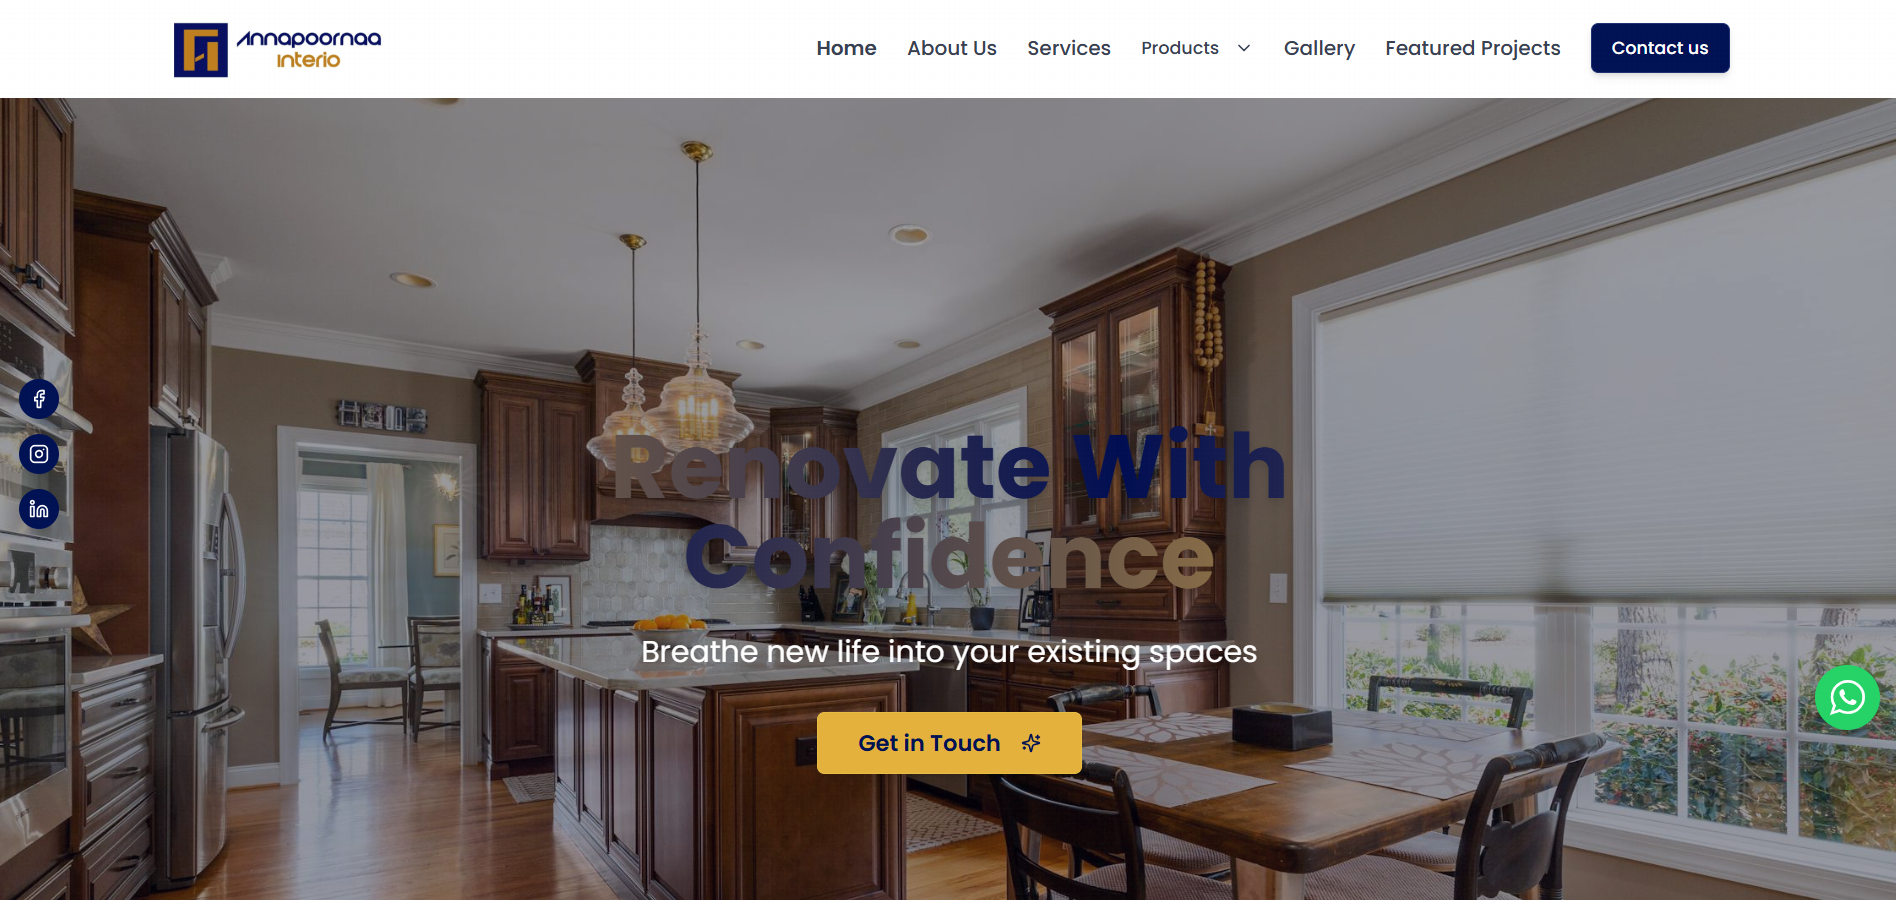 Annapoornaa
interio
Home About Us Services Products Gallery Featured Projects Contact us
Renovate With
Confidence
Breathe new life into your existing spaces
Get in Touch